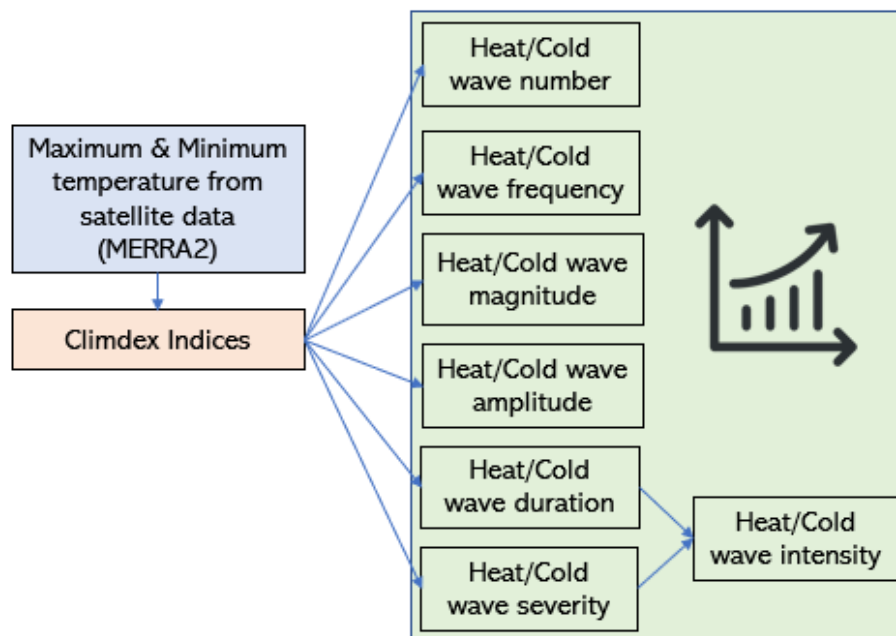 Maximum & Minimum
temperature from
satellite data
(MERRA2)
Climdex Indices
Heat/Cold
wave number
Heat/Cold
wave frequency
Heat/Cold wave
magnitude
Heat/Cold wave
amplitude
Heat/Cold
wave duration
Heat/Cold
wave severity
Heat/Cold
wave intensity